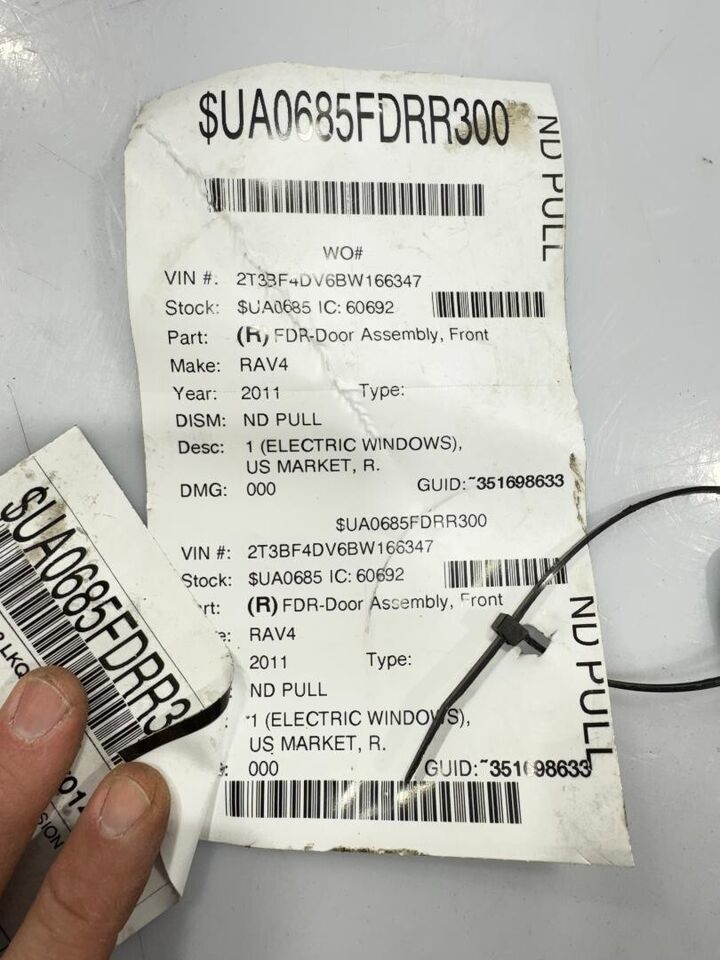 $UA0685FDRR300
ND PULL
WO#
VIN #: 2T3BF4DV6BW166347
Stock: $UA0685 IC: 60692
Part: (R) FDR-Door Assembly, Front
Make: RAV4
Year: 2011 Type:
DISM: ND PULL
Desc: 1 (ELECTRIC WINDOWS),
US MARKET, R.
DMG: 000 GUID:~351698633
$UA0685FDRR300
VIN #: 2T3BF4DV6BW166347
Stock: $UA0685 IC: 60692
rt: (R) FDR-Door Assembly, Front
e: RAV4
2011 Type:
: ND PULL
: 1 (ELECTRIC WINDOWS),
US MARKET, R.
: 000 GUID:~351698633
ND PULL
$UA0685FDRR3
LKQ
SION